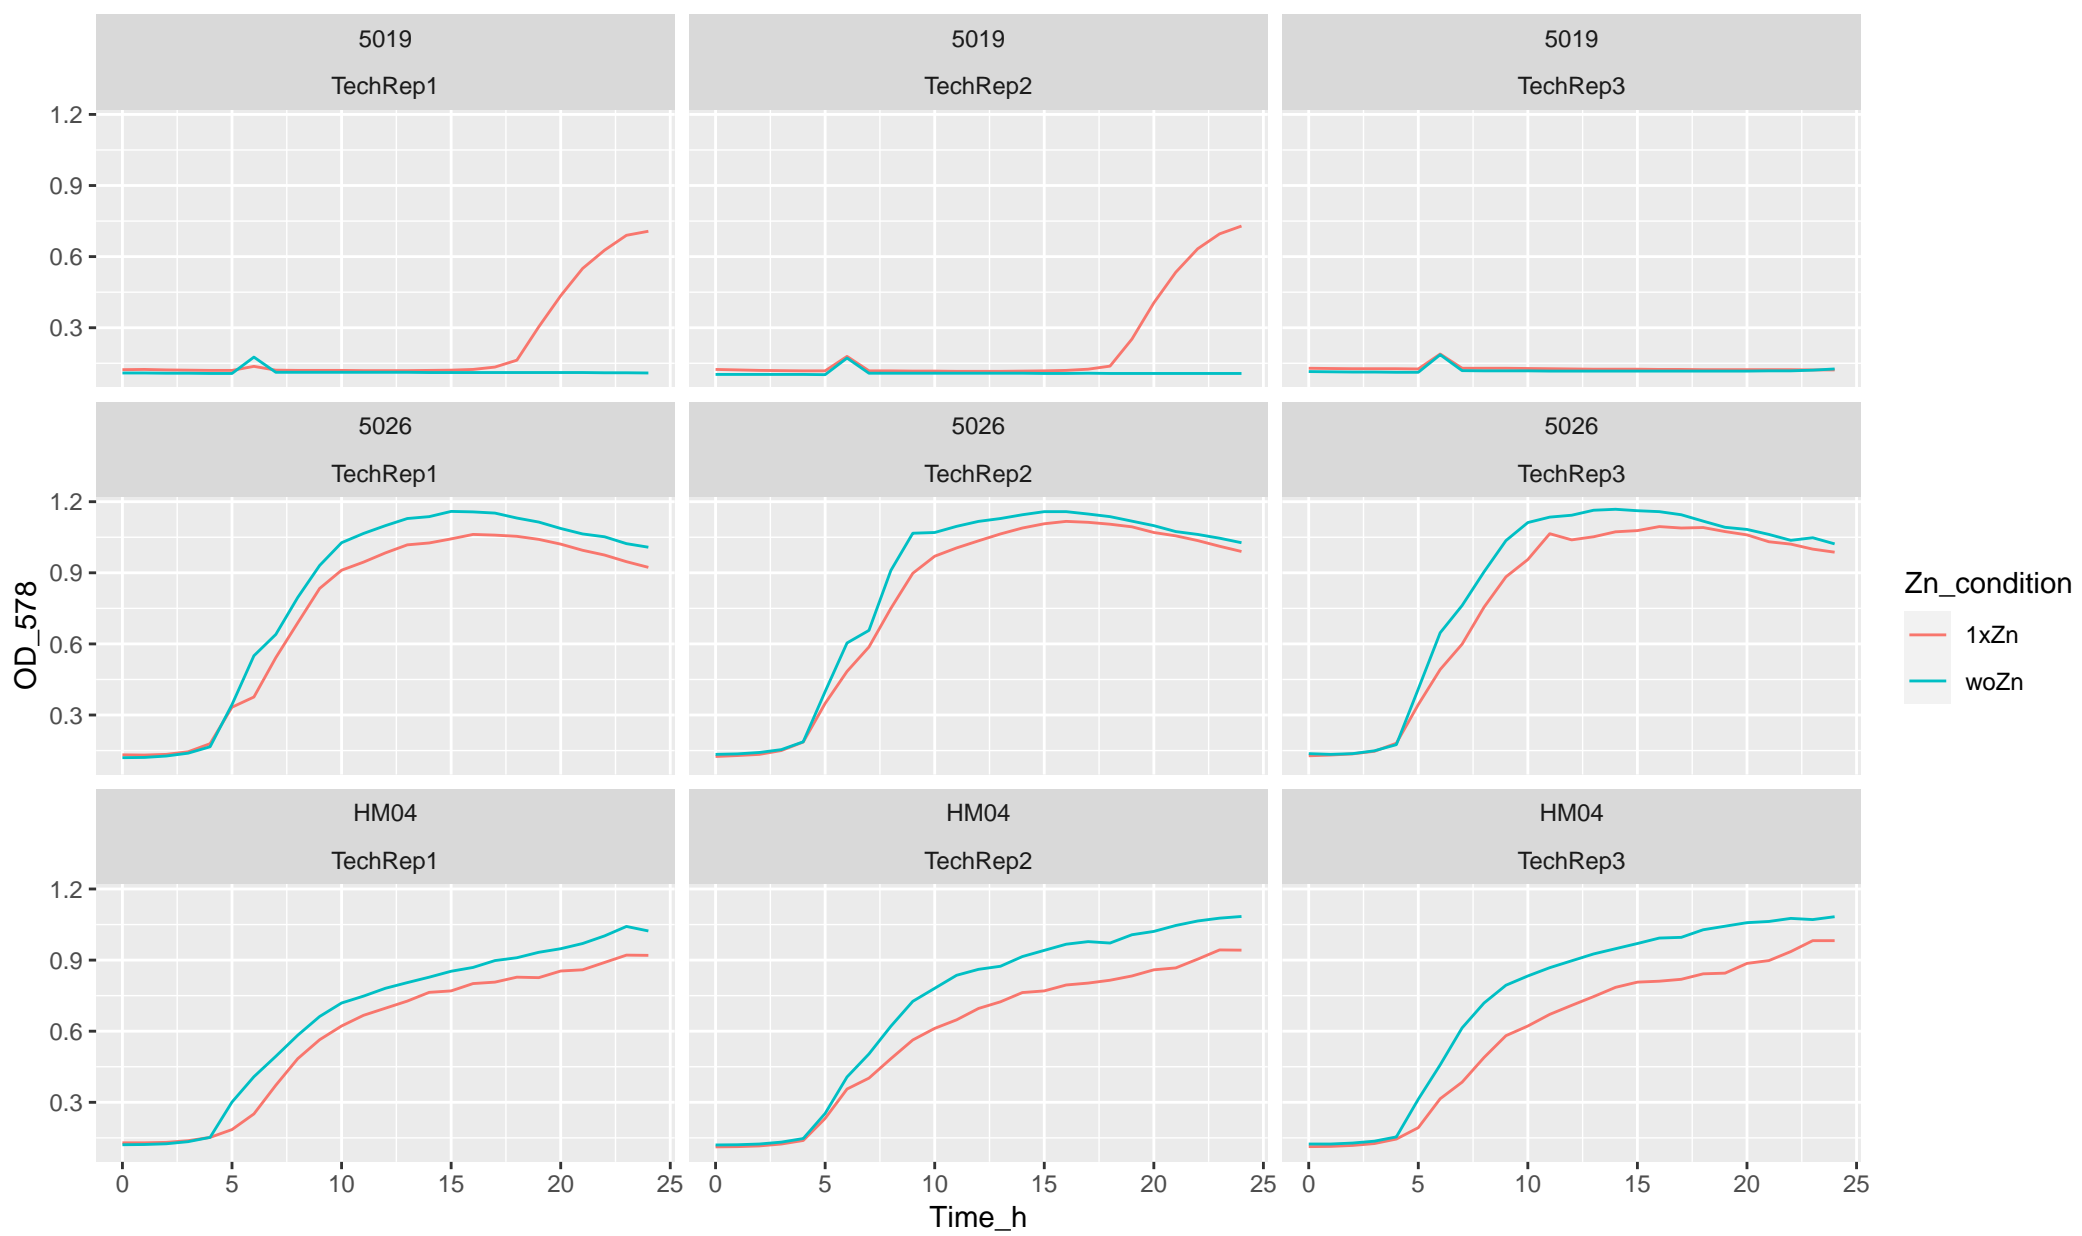 5019 5019 5019
TechRep1 TechRep2 TechRep3
1.2
0.9
0.6
0.3
5026 5026 5026
TechRep1 TechRep2 TechRep3
1.2
0.9
0.6
0.3
HM04 HM04 HM04
TechRep1 TechRep2 TechRep3
1.2
0.9
0.6
0.3
0 5 10 15 20 25 0 5 10 15 20 25 0 5 10 15 20 25
Time_h
OD_578
Zn_condition
1xZn
woZn